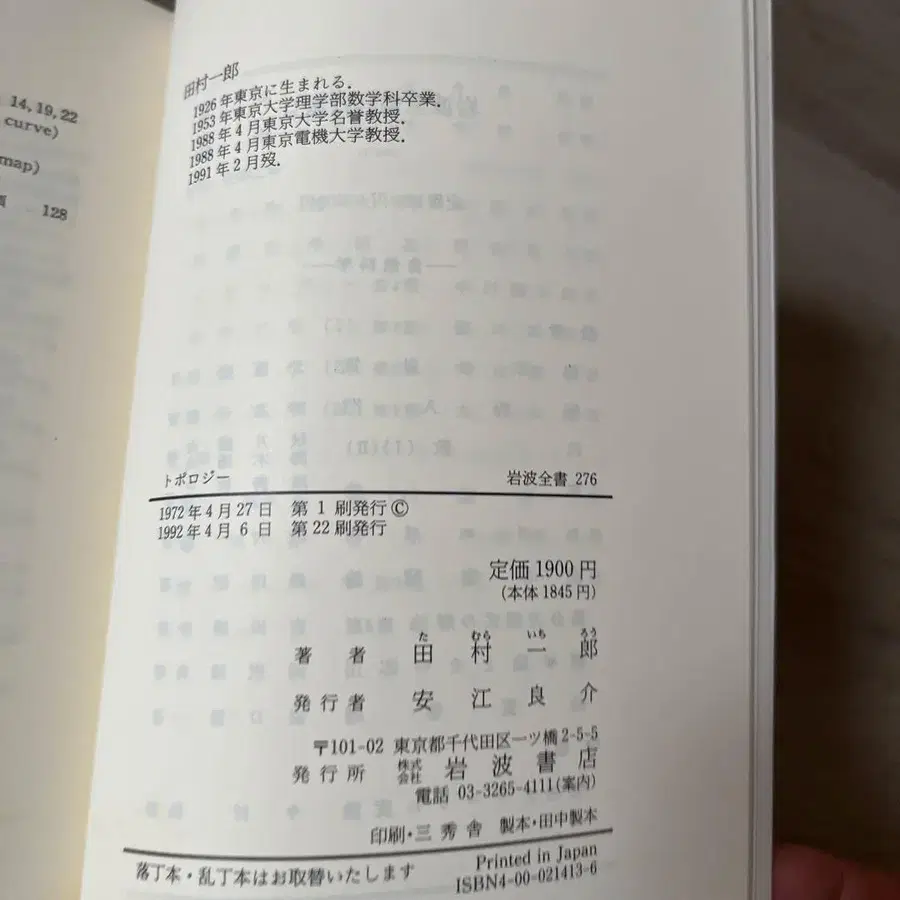 14, 19, 22
curve)
map)
128
田村一郎
1926年東京に生まれる.
1953年東京大学理学部数学科卒業.
1988年4月東京大学名誉教授.
1988年4月東京電機大学教授.
1991年2月歿.
トポロジー 岩波全書 276
1972年4月27日 第1刷発行©
1992年4月6日 第22刷発行
定価1900円
(本体1845円)
著者 田村一郎
た むら いち ろう
発行者 安江良介
〒101-02 東京都千代田区一ツ橋2-5-5
発行所 株式会社 岩波書店
電話 03-3265-4111(案内)
印刷・三秀舎 製本・田中製本
落丁本・乱丁本はお取替いたします
Printed in Japan
ISBN4-00-021413-6